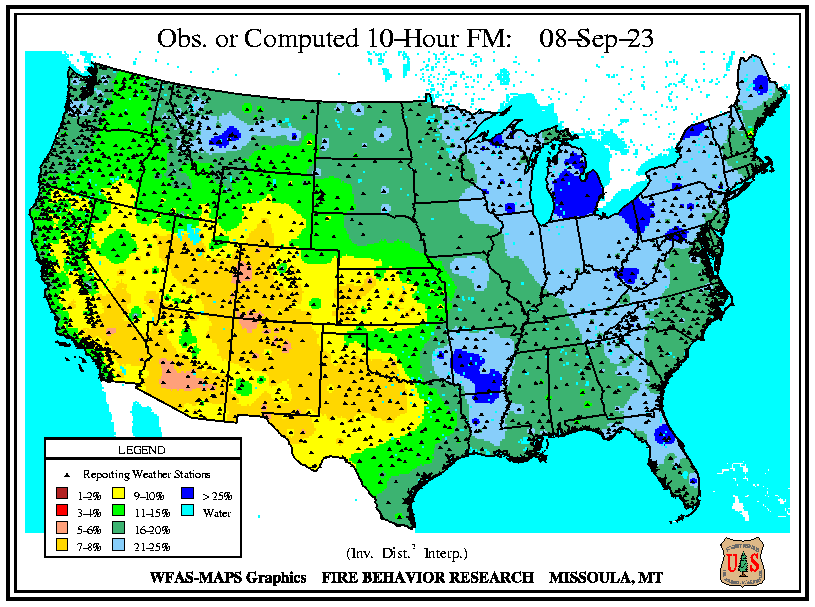 Obs. or Computed 10–Hour FM: 08–Sep–23
LEGEND
Reporting Weather Stations
1–2% 9–10% > 25%
3–4% 11–15% Water
5–6% 16–20%
7–8% 21–25%
(Inv. Dist.² Interp.)
WFAS-MAPS Graphics FIRE BEHAVIOR RESEARCH MISSOULA, MT
U S